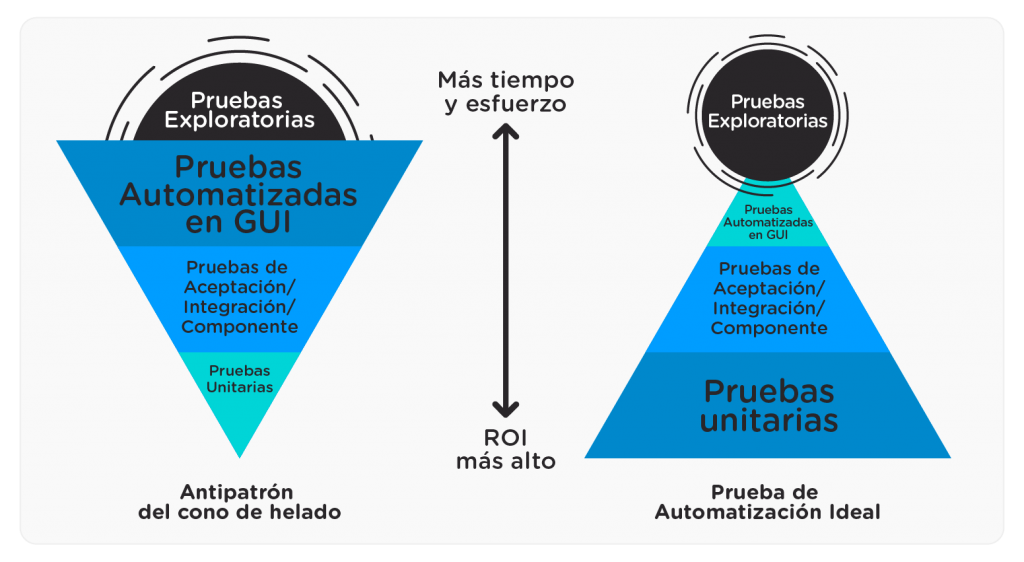 Pruebas
Exploratorias
Pruebas
Automatizadas
en GUI
Pruebas de
Aceptación/
Integración/
Componente
Pruebas
Unitarias
Antipatrón
del cono de helado
Más tiempo
y esfuerzo
ROI
más alto
Pruebas
Exploratorias
Pruebas
Automatizadas
en GUI
Pruebas de
Aceptación/
Integración/
Componente
Pruebas
unitarias
Prueba de
Automatización Ideal